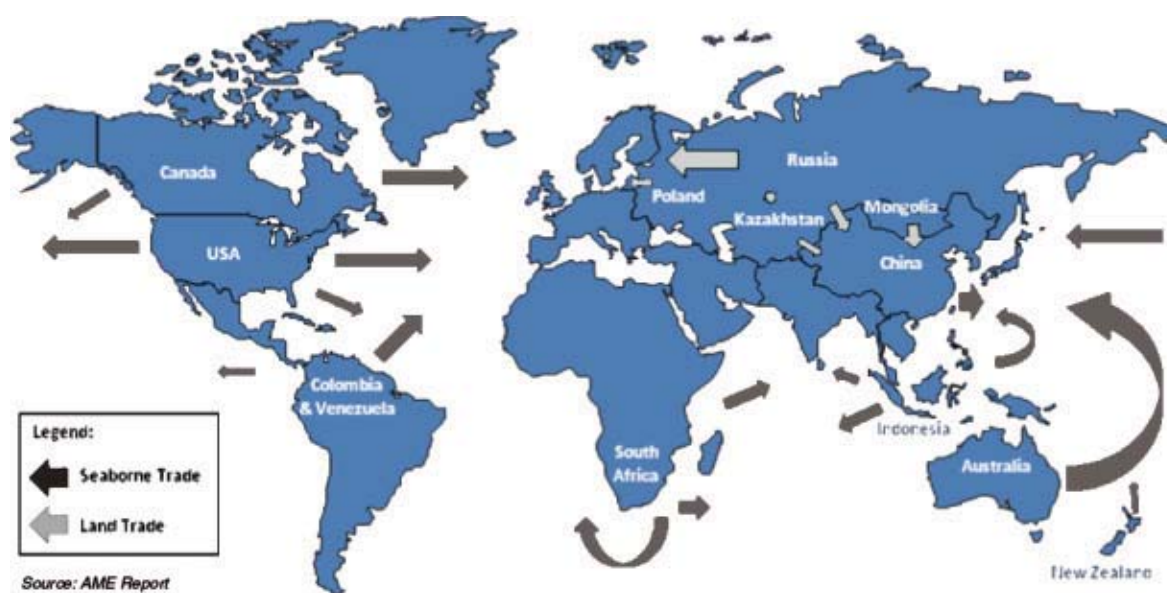 Canada
Russia
Poland
Mongolia
Kazakhstan
USA
China
Colombia
& Venezuela
Indonesia
South
Africa
Australia
Legend:
Seaborne Trade
Land Trade
New Zealand
Source: AME Report